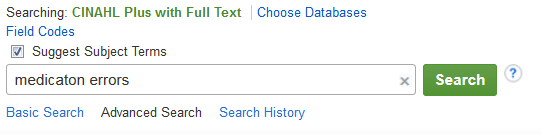 Searching: CINAHL Plus with Full Text Choose Databases
Field Codes
Suggest Subject Terms
medicaton errors × Search ?
Basic Search Advanced Search Search History